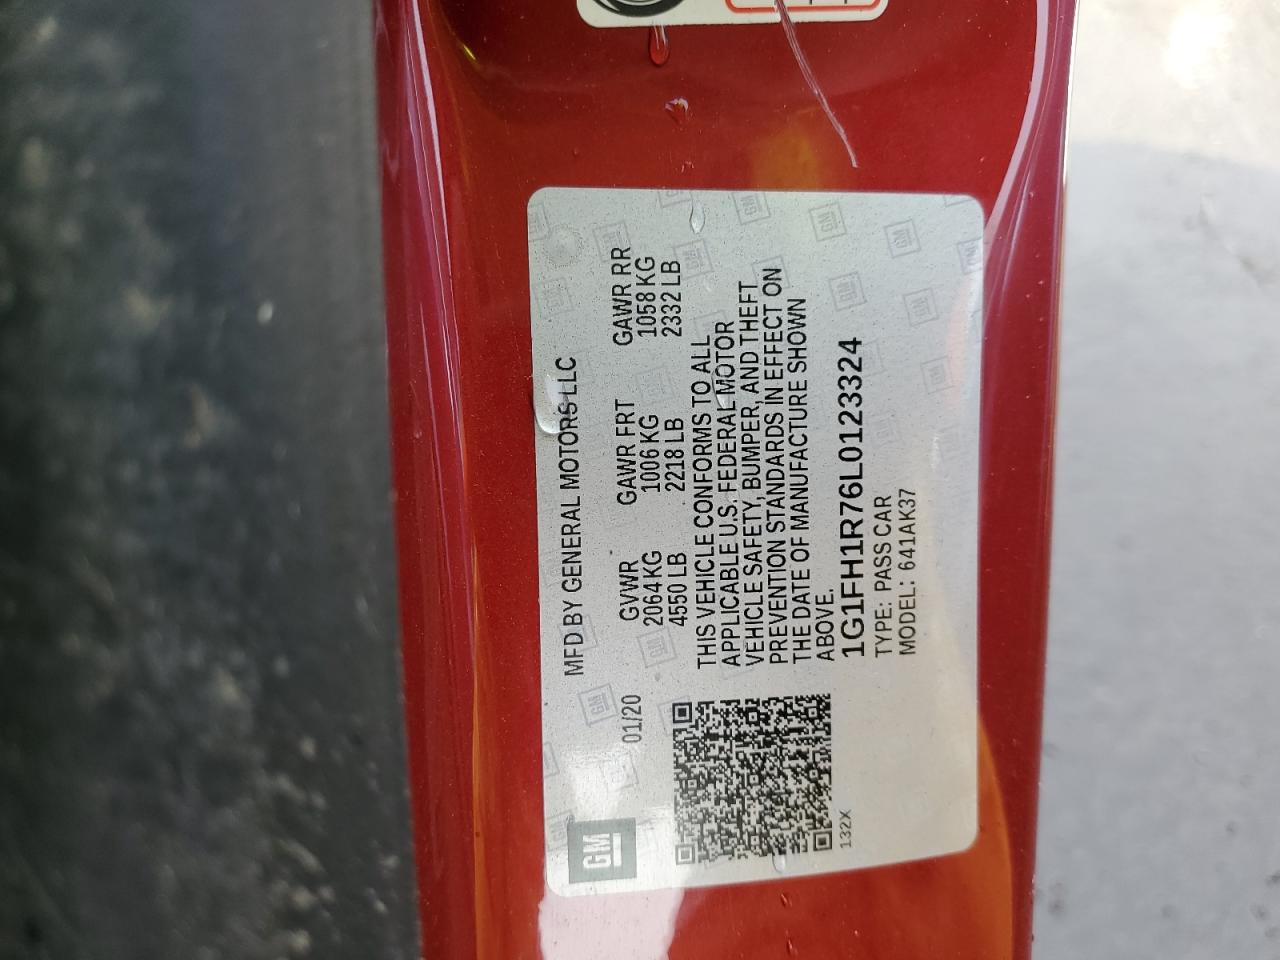 GM
MFD BY GENERAL MOTORS LLC
01/20
GVWR GAWR FRT GAWR RR
2064 KG 1006 KG 1058 KG
4550 LB 2218 LB 2332 LB
THIS VEHICLE CONFORMS TO ALL
APPLICABLE U.S. FEDERAL MOTOR
VEHICLE SAFETY, BUMPER, AND THEFT
PREVENTION STANDARDS IN EFFECT ON
THE DATE OF MANUFACTURE SHOWN
ABOVE.
1G1FH1R76L0123324
TYPE: PASS CAR
MODEL: 641AK37
132X